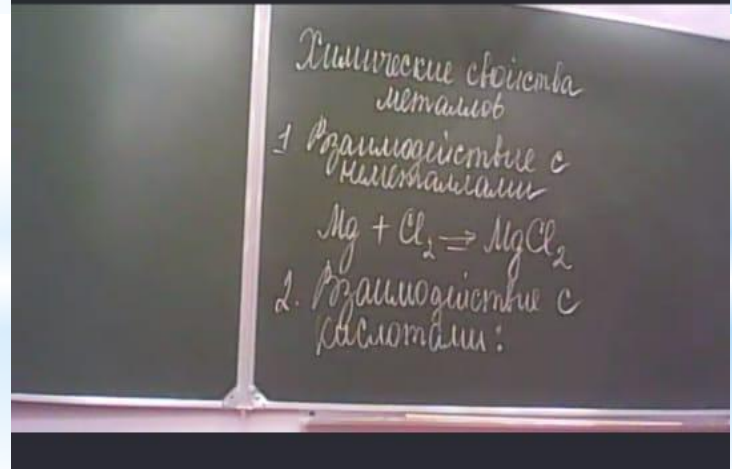 Химические свойства
металлов
1 Взаимодействие с
неметаллами
Mg + Cl₂ → MgCl₂
2. Взаимодействие с
кислотами: